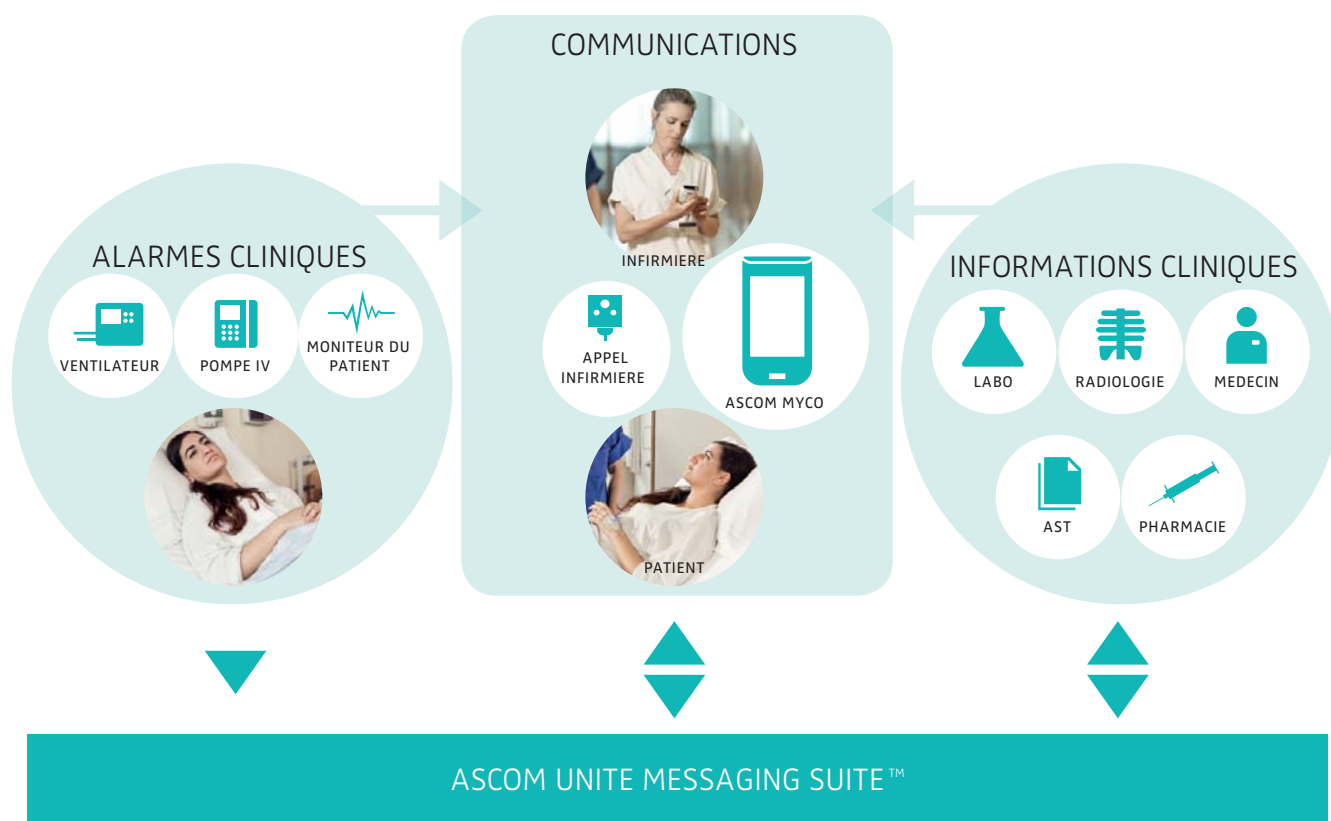 COMMUNICATIONS
INFIRMIERE
APPEL
INFIRMIERE
ASCOM MYCO
PATIENT
ALARMES CLINIQUES
VENTILATEUR
POMPE IV
MONITEUR DU
PATIENT
INFORMATIONS CLINIQUES
LABO
RADIOLOGIE
MEDECIN
AST
PHARMACIE
ASCOM UNITE MESSAGING SUITE™